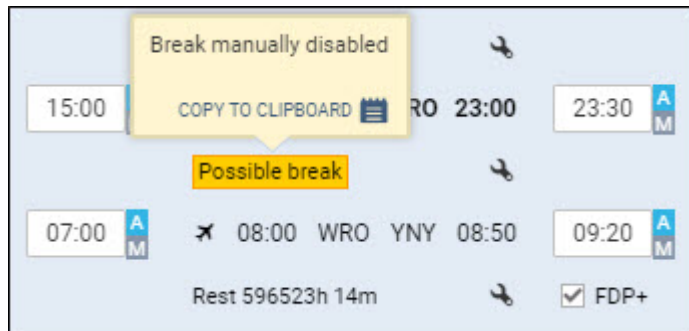 Break manually disabled
COPY TO CLIPBOARD
15:00 RO 23:00 23:30 A M
Possible break
07:00 A M 08:00 WRO YNY 08:50 09:20 A M
Rest 596523h 14m FDP+